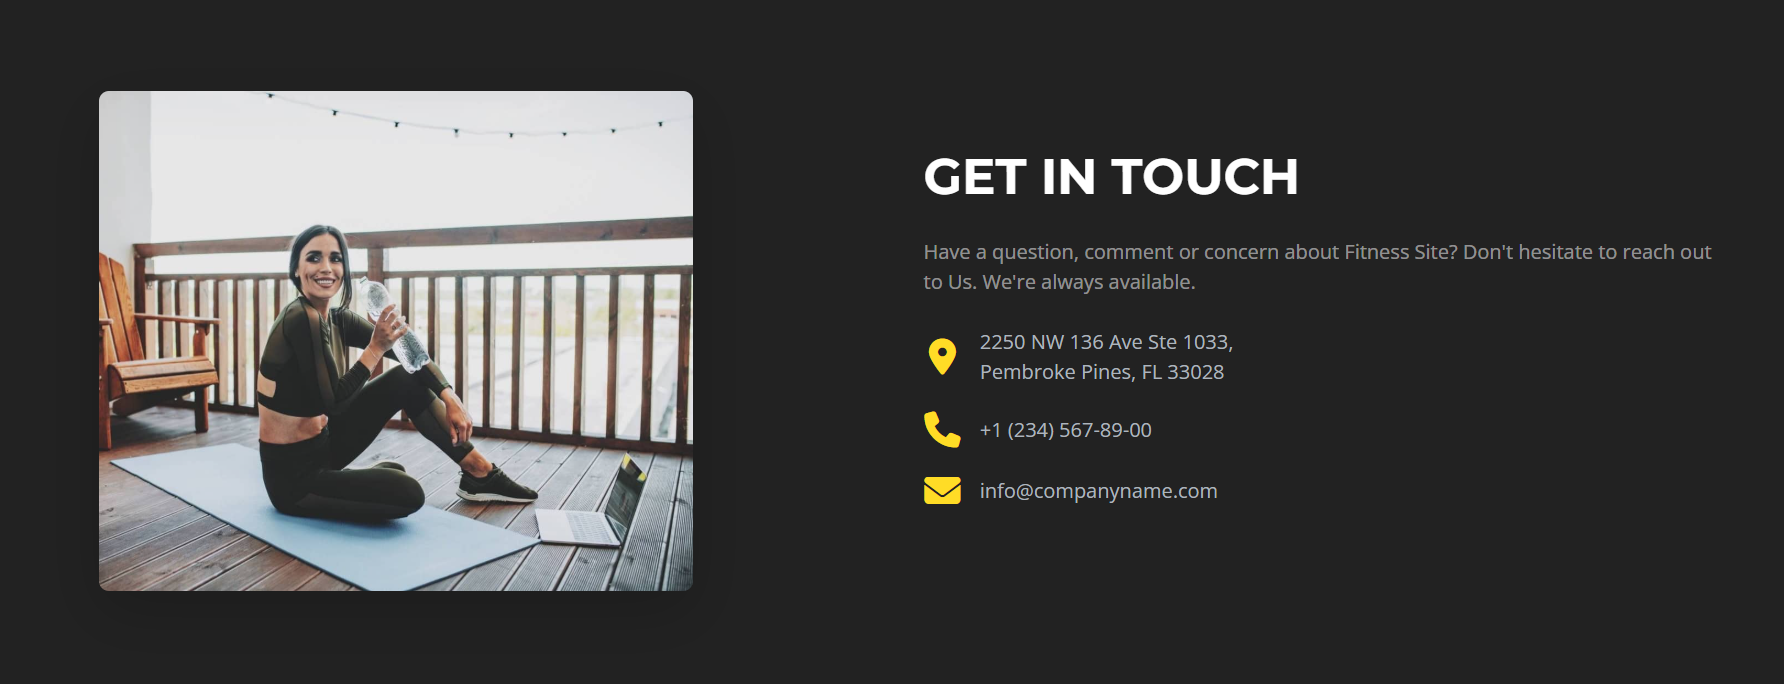 GET IN TOUCH
Have a question, comment or concern about Fitness Site? Don't hesitate to reach out
to Us. We're always available.
2250 NW 136 Ave Ste 1033,
Pembroke Pines, FL 33028
+1 (234) 567-89-00
info@companyname.com